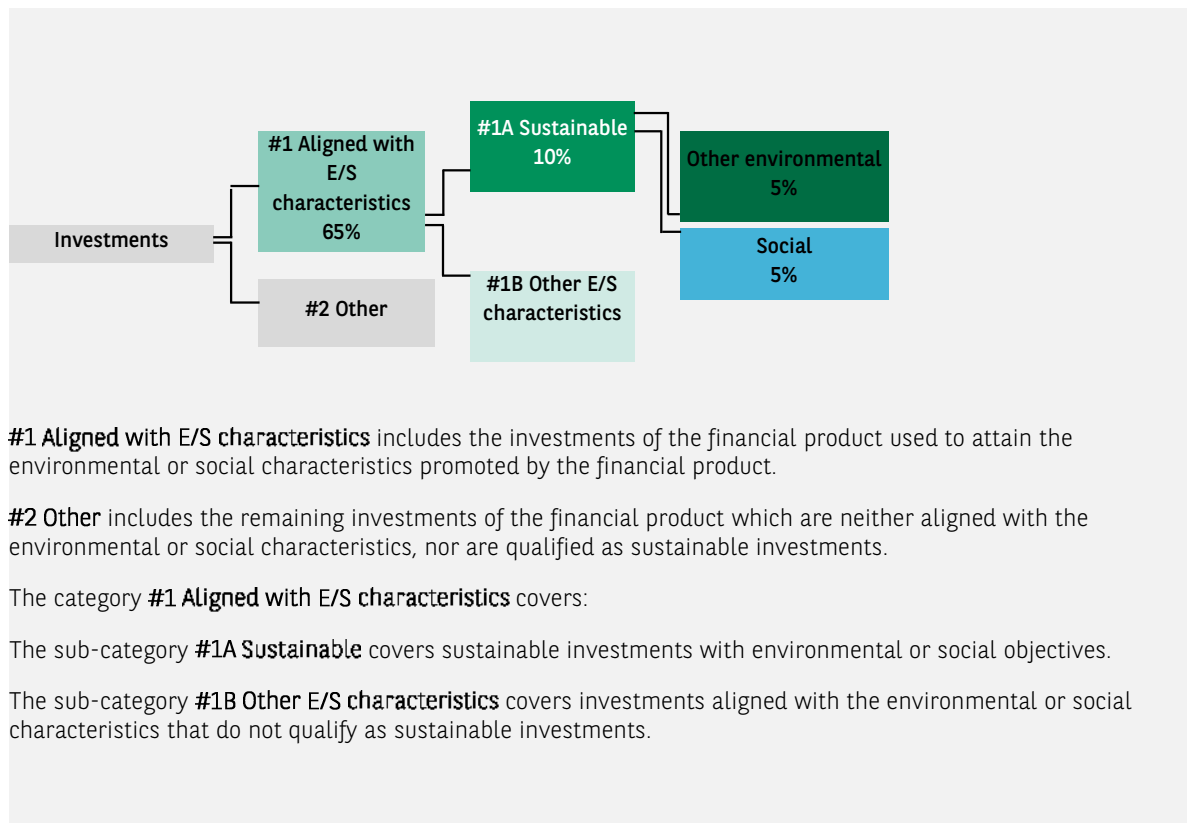 #1A Sustainable
10%
#1 Aligned with
E/S
characteristics
65%
Other environmental
5%
Investments
Social
5%
#2 Other
#1B Other E/S
characteristics
#1 Aligned with E/S characteristics includes the investments of the financial product used to attain the
environmental or social characteristics promoted by the financial product.
#2 Other includes the remaining investments of the financial product which are neither aligned with the
environmental or social characteristics, nor are qualified as sustainable investments.
The category #1 Aligned with E/S characteristics covers:
The sub-category #1A Sustainable covers sustainable investments with environmental or social objectives.
The sub-category #1B Other E/S characteristics covers investments aligned with the environmental or social
characteristics that do not qualify as sustainable investments.